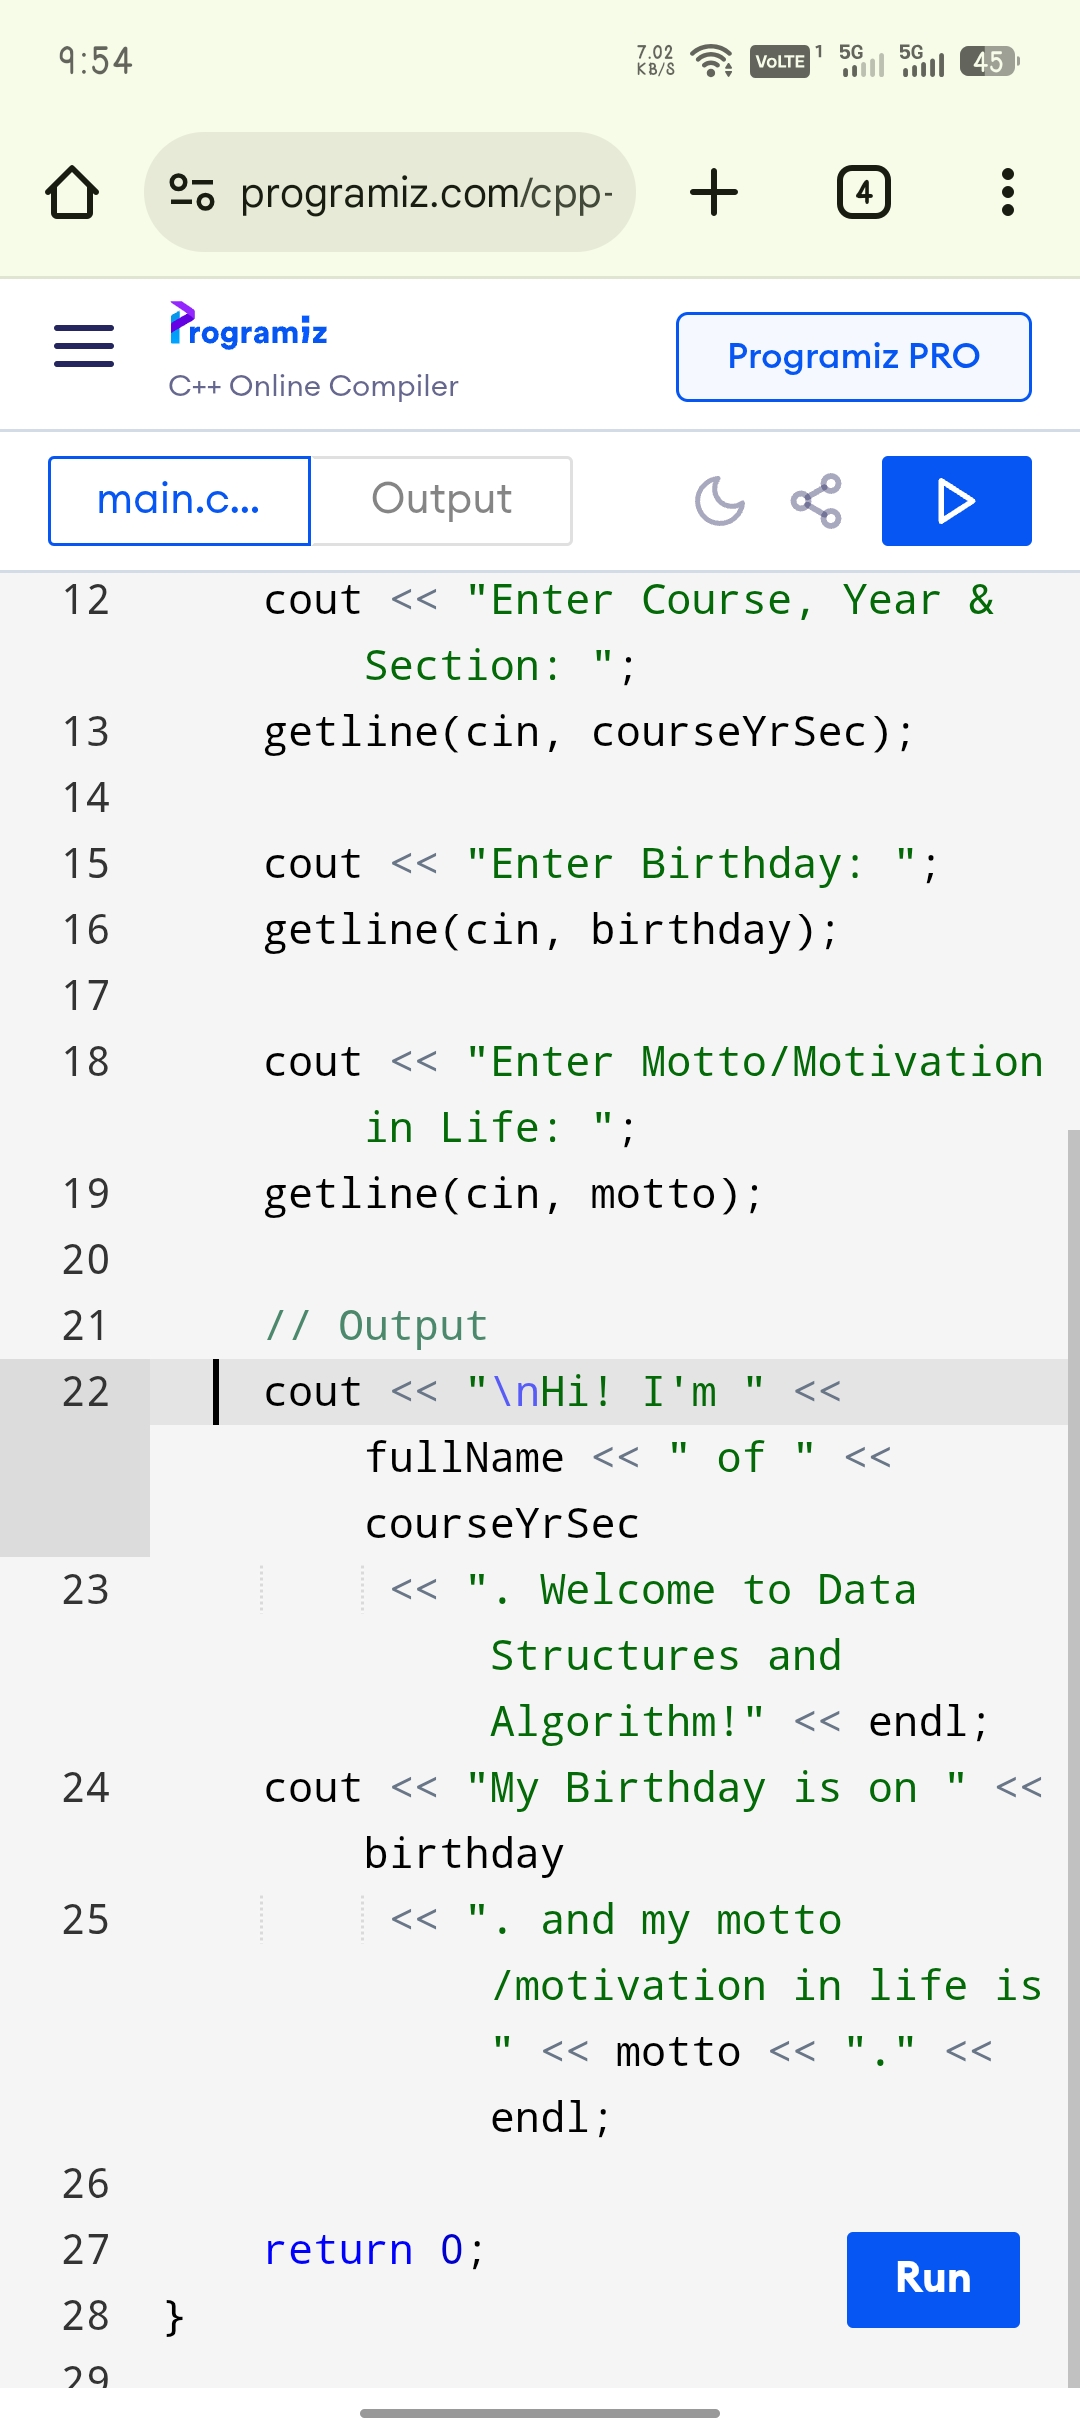 9:54
7.02 KB/S VoLTE 1 5G 5G 45
programiz.com/cpp-
4
Programiz
C++ Online Compiler
Programiz PRO
main.c... Output
12 cout << "Enter Course, Year &
Section: ";
13 getline(cin, courseYrSec);
14
15 cout << "Enter Birthday: ";
16 getline(cin, birthday);
17
18 cout << "Enter Motto/Motivation
in Life: ";
19 getline(cin, motto);
20
21 // Output
22 cout << "\nHi! I'm " <<
fullName << " of " <<
courseYrSec
23 << ". Welcome to Data
Structures and
Algorithm!" << endl;
24 cout << "My Birthday is on " <<
birthday
25 << ". and my motto
/motivation in life is
" << motto << "." <<
endl;
26
27 return 0;
Run
28 }
29